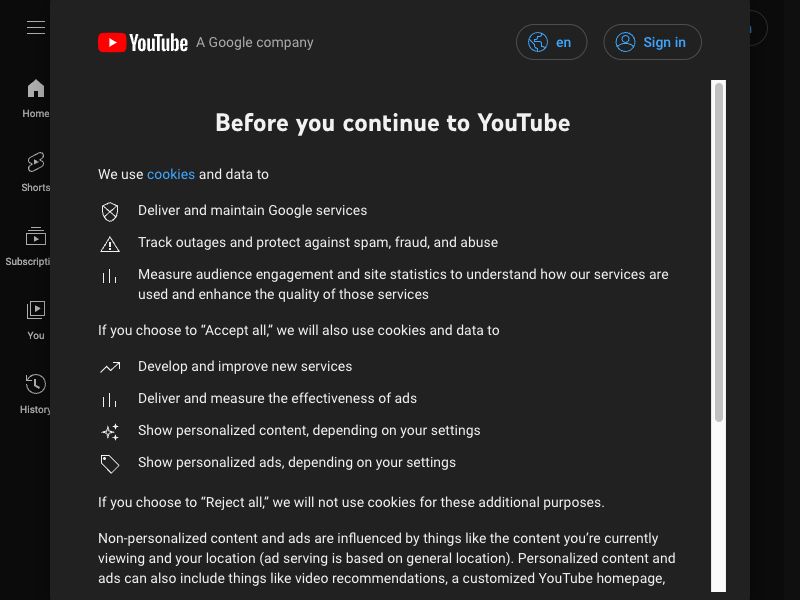 YouTube A Google company
en
Sign in
Home
Shorts
Subscripti
You
History
Before you continue to YouTube
We use cookies and data to
Deliver and maintain Google services
Track outages and protect against spam, fraud, and abuse
Measure audience engagement and site statistics to understand how our services are
used and enhance the quality of those services
If you choose to “Accept all,” we will also use cookies and data to
Develop and improve new services
Deliver and measure the effectiveness of ads
Show personalized content, depending on your settings
Show personalized ads, depending on your settings
If you choose to “Reject all,” we will not use cookies for these additional purposes.
Non-personalized content and ads are influenced by things like the content you’re currently
viewing and your location (ad serving is based on general location). Personalized content and
ads can also include things like video recommendations, a customized YouTube homepage,